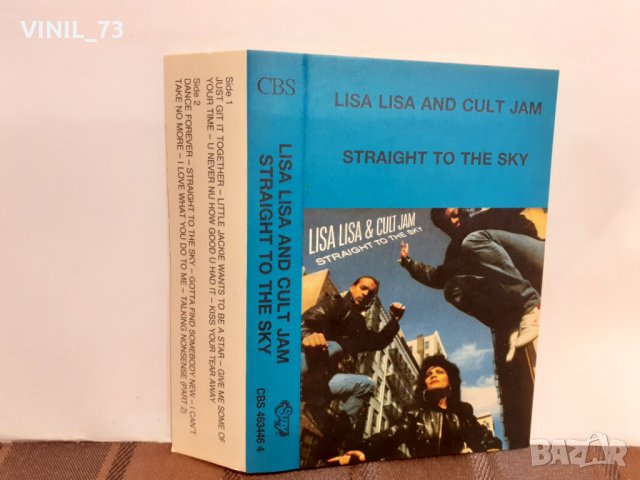 VINIL_73
Side 1
JUST GIT IT TOGETHER – LITTLE JACKIE WANTS TO BE A STAR – GIVE ME SOME OF
YOUR TIME – U NEVER NU HOW GOOD U HAD IT – KISS YOUR TEAR AWAY
Side 2
DANCE FOREVER – STRAIGHT TO THE SKY – GOTTA FIND SOMEBODY NEW – I CAN'T
TAKE NO MORE – I LOVE WHAT YOU DO TO ME – TALKING NONSENSE (PART 2)
CBS
LISA LISA AND CULT JAM
STRAIGHT TO THE SKY
CBS 463446 4
LISA LISA AND CULT JAM
STRAIGHT TO THE SKY
LISA LISA & CULT JAM
STRAIGHT TO THE SKY
bazar